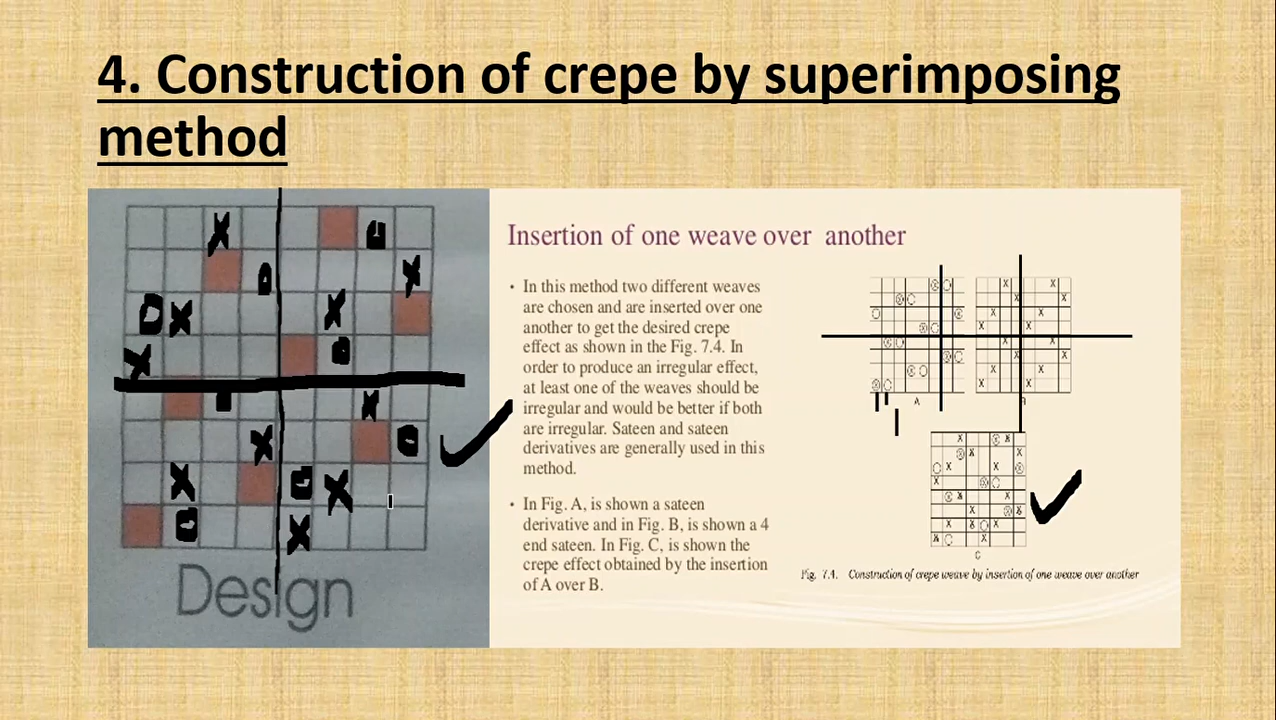 4. Construction of crepe by superimposing
method
Design
Insertion of one weave over another
• In this method two different weaves
are chosen and are inserted over one
another to get the desired crepe
effect as shown in the Fig. 7.4. In
order to produce an irregular effect,
at least one of the weaves should be
irregular and would be better if both
are irregular. Sateen and sateen
derivatives are generally used in this
method.
• In Fig. A, is shown a sateen
derivative and in Fig. B, is shown a 4
end sateen. In Fig. C, is shown the
crepe effect obtained by the insertion
of A over B.
A
B
C
Fig. 7.4. Construction of crepe weave by insertion of one weave over another